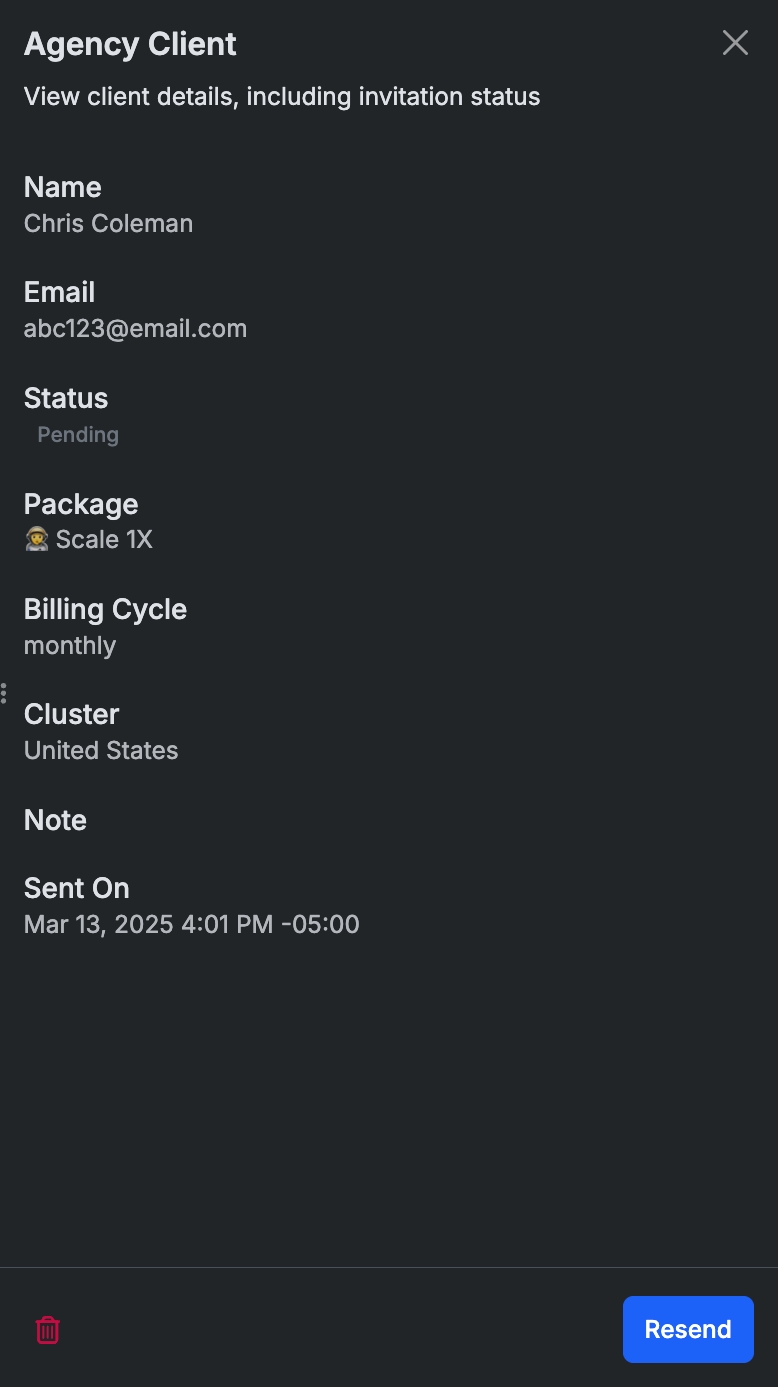 Agency Client
View client details, including invitation status
Name
Chris Coleman
Email
abc123@email.com
Status
Pending
Package
👩‍🚀 Scale 1X
Billing Cycle
monthly
Cluster
United States
Note
Sent On
Mar 13, 2025 4:01 PM -05:00
Resend